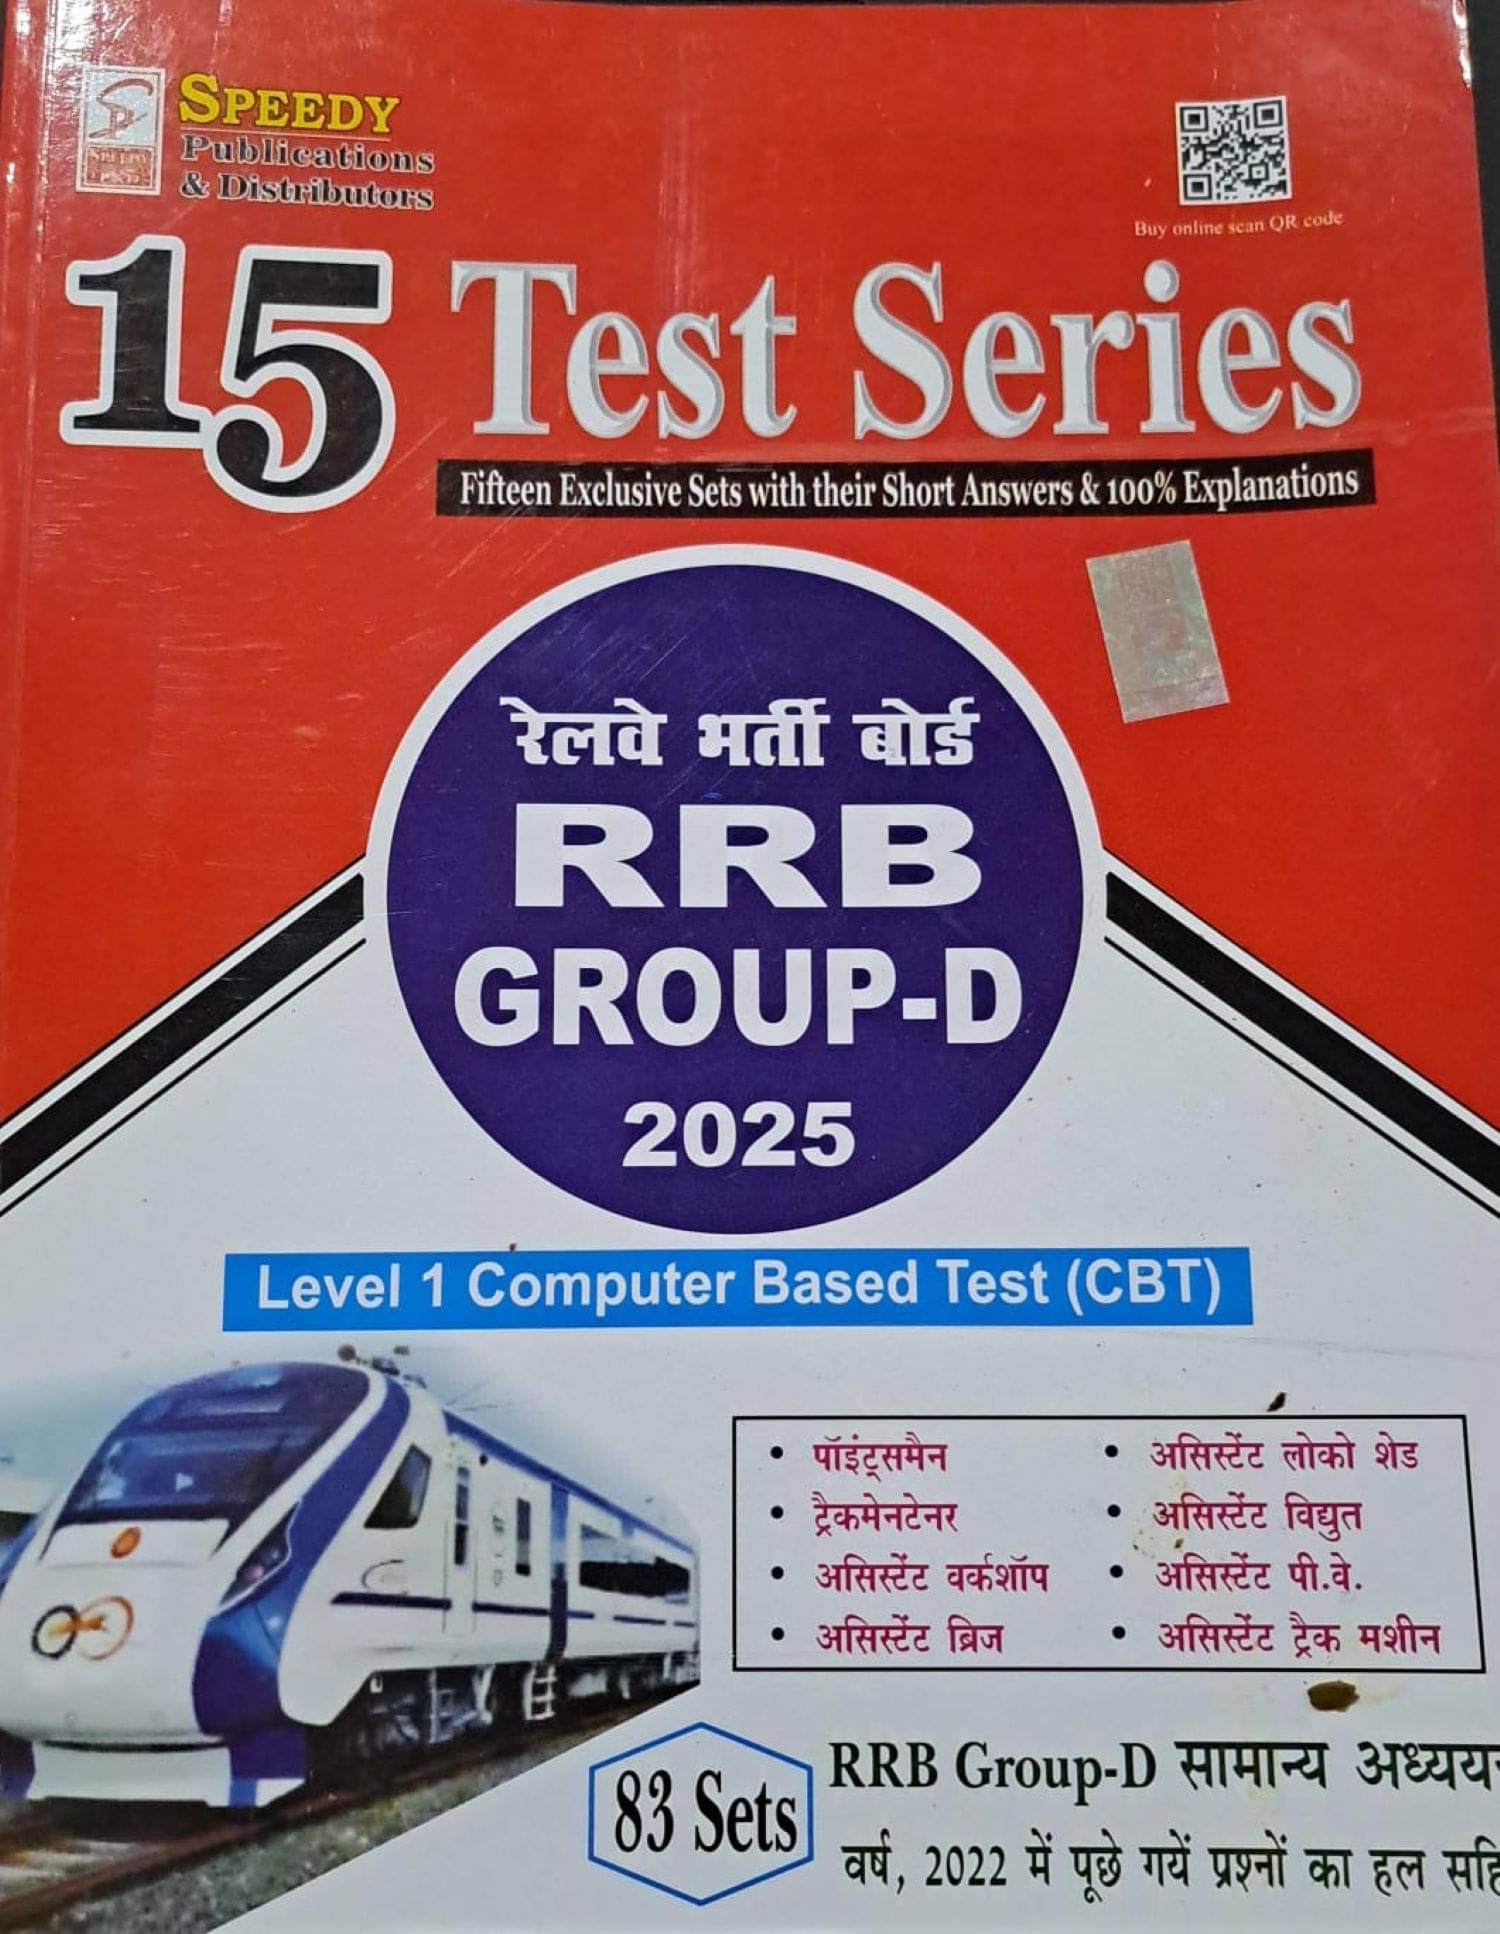 SPEEDY
Publications
& Distributors
Buy online scan QR code
15 Test Series
Fifteen Exclusive Sets with their Short Answers & 100% Explanations
रेलवे भर्ती बोर्ड
RRB
GROUP-D
2025
Level 1 Computer Based Test (CBT)
• पॉइंट्समैन
• ट्रैकमेनटेनर
• असिस्टेंट वर्कशॉप
• असिस्टेंट ब्रिज
• असिस्टेंट लोको शेड
• असिस्टेंट विद्युत
• असिस्टेंट पी.वे.
• असिस्टेंट ट्रैक मशीन
83 Sets
RRB Group-D सामान्य
वर्ष, 2022 में पूछे गयें प्रश्नों का हल